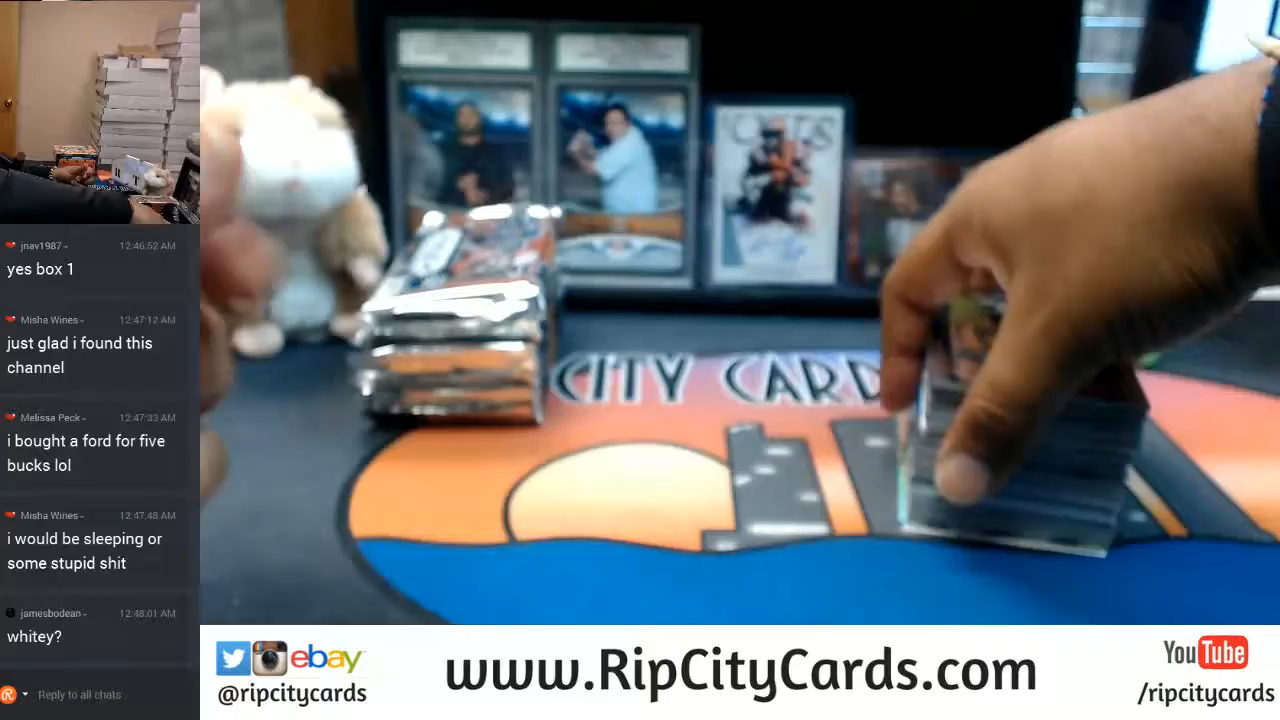 jnav1987 - 12:46:52 AM
yes box 1
Misha Wines - 12:47:12 AM
just glad i found this
channel
Melissa Peck - 12:47:33 AM
i bought a ford for five
bucks lol
Misha Wines - 12:47:48 AM
i would be sleeping or
some stupid shit
jamesbodean - 12:48:01 AM
whitey?
Reply to all chats
CITY CARD
ebay
@ripcitycards
www.RipCityCards.com
YouTube
/ripcitycards